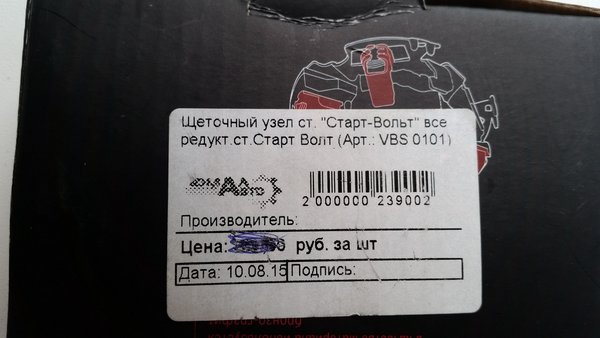 Щеточный узел ст. "Старт-Вольт" все
редукт.ст.Старт Волт (Арт.: VBS 0101)
2 000000 239002
Производитель:
Цена: руб. за шт
Дата: 10.08.15 Подпись: